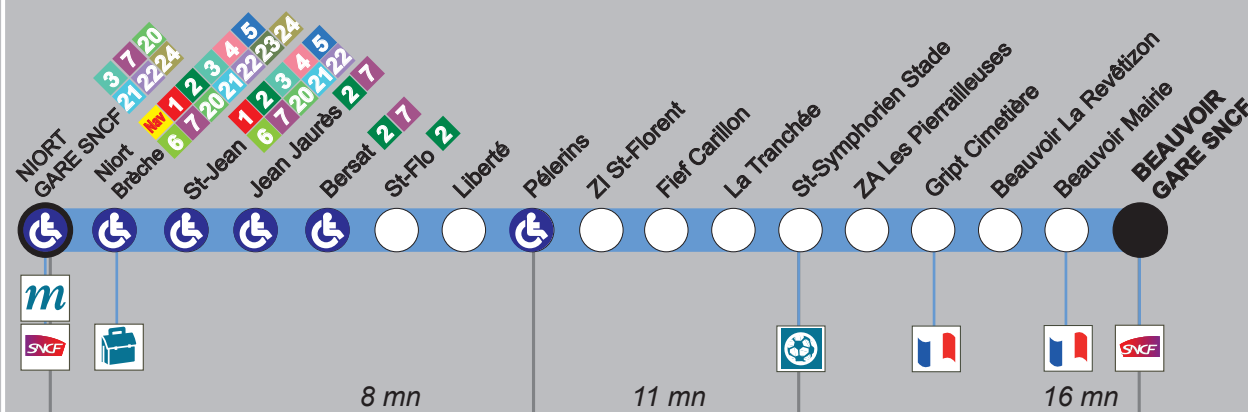 NIORT
GARE SNCF
3 7 20
21 22 24
Niort
Brèche
Nav 1 2 3 4 5
6 7 20 21 22 23 24
St-Jean
1 2 3 4 5
6 7 20 21 22
Jean Jaurès 2 7
Bersat 2 7
St-Flo 2
Liberté
Pélerins
ZI St-Florent
Fief Carillon
La Tranchée
St-Symphorien Stade
ZA Les Pierrailleuses
Gript Cimetière
Beauvoir La Revêtizon
Beauvoir Mairie
BEAUVOIR
GARE SNCF
m
SNCF
SNCF
8 mn
11 mn
16 mn